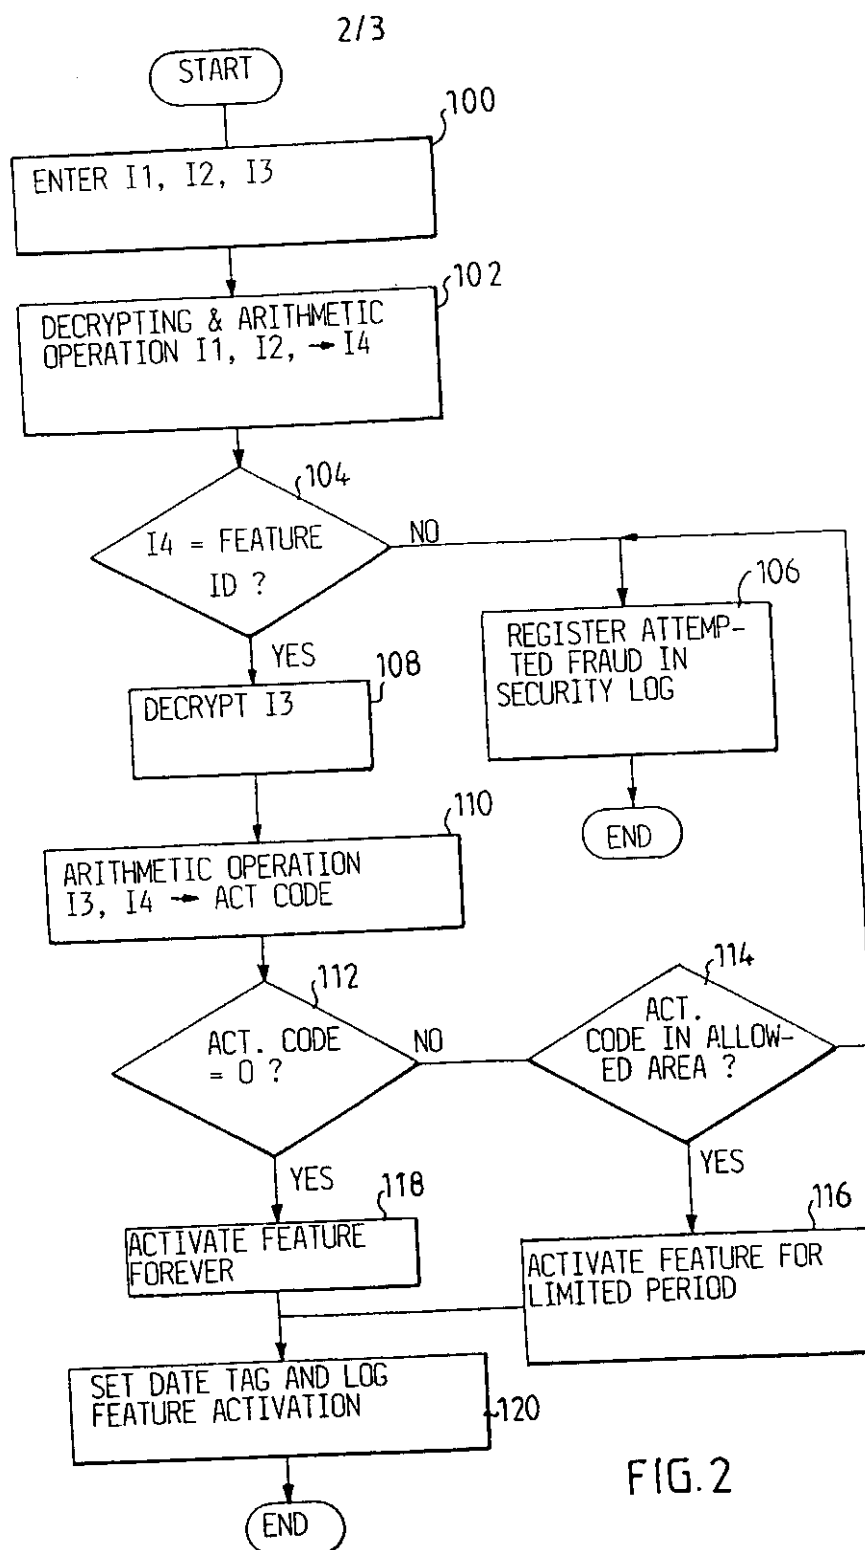 2/3
START
100
ENTER I1, I2, I3
102
DECRYPTING & ARITHMETIC
OPERATION I1, I2, → I4
104
I4 = FEATURE
ID ?
NO
YES
106
REGISTER ATTEMP-
TED FRAUD IN
SECURITY LOG
END
108
DECRYPT I3
110
ARITHMETIC OPERATION
I3, I4 → ACT CODE
112
ACT. CODE
= 0 ?
NO
114
ACT.
CODE IN ALLOW-
ED AREA ?
YES
YES
118
ACTIVATE FEATURE
FOREVER
116
ACTIVATE FEATURE FOR
LIMITED PERIOD
SET DATE TAG AND LOG
FEATURE ACTIVATION
120
END
FIG. 2